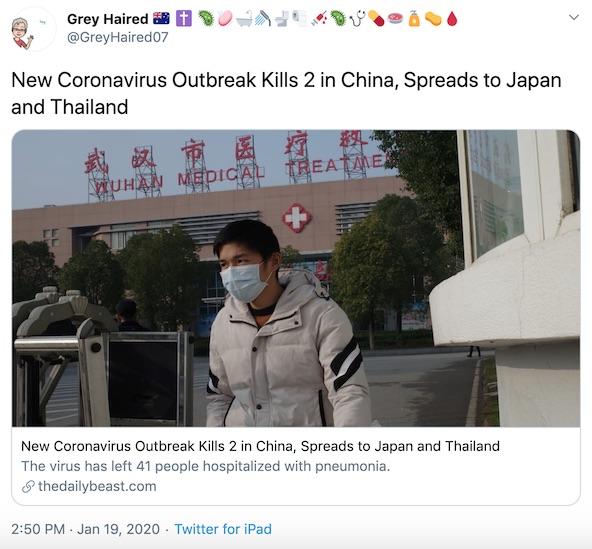 Grey Haired
@GreyHaired07
New Coronavirus Outbreak Kills 2 in China, Spreads to Japan
and Thailand
武汉市医疗救
WUHAN MEDICAL TREATME
New Coronavirus Outbreak Kills 2 in China, Spreads to Japan and Thailand
The virus has left 41 people hospitalized with pneumonia.
thedailybeast.com
2:50 PM · Jan 19, 2020 · Twitter for iPad